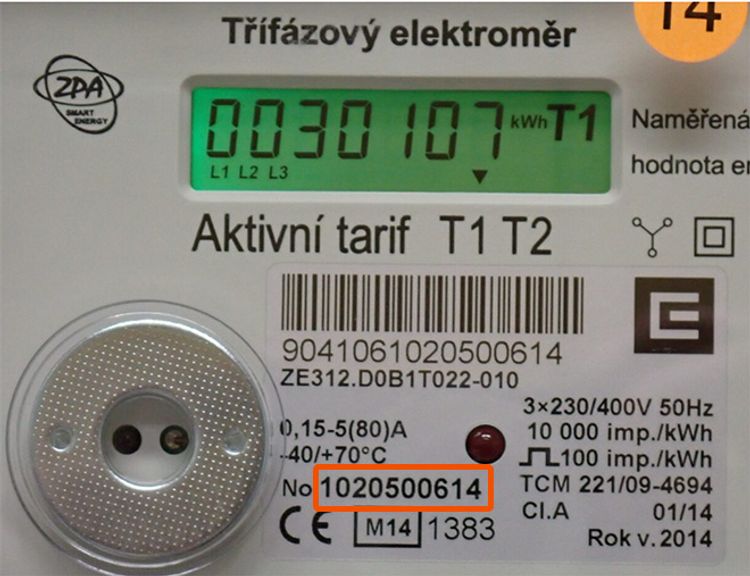 14
Třífázový elektroměr
ZPA
SMART
ENERGY
0030107 kWh T1
L1 L2 L3
Naměřená
hodnota
Aktivní tarif T1 T2
9041061020500614
ZE312.D0B1T022-010
0,15-5(80)A
-40/+70°C
No 1020500614
CE M14 1383
3×230/400V 50Hz
10 000 imp./kWh
100 imp./kWh
TCM 221/09-4694
Cl.A 01/14
Rok v. 2014